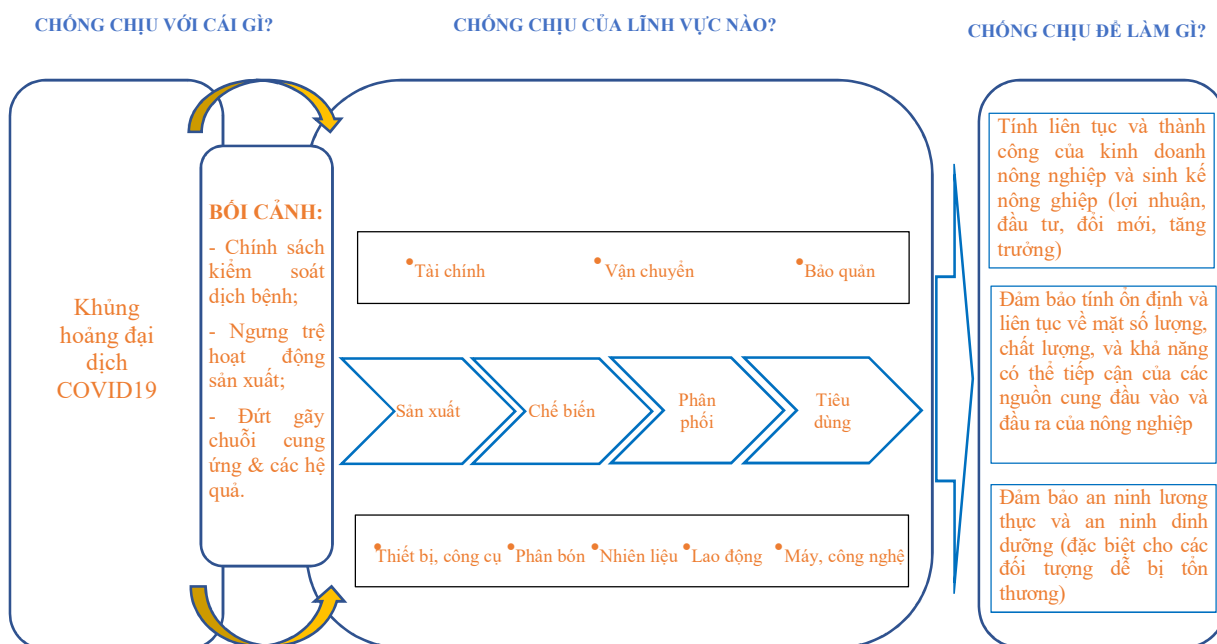 CHỐNG CHỊU VỚI CÁI GÌ?
CHỐNG CHỊU CỦA LĨNH VỰC NÀO?
CHỐNG CHỊU ĐỂ LÀM GÌ?
Khủng
hoảng đại
dịch
COVID19
BỐI CẢNH:
- Chính sách
kiểm soát
dịch bệnh;
- Ngưng trệ
hoạt động
sản xuất;
- Đứt gãy
chuỗi cung
ứng & các hệ
quả.
•Tài chính •Vận chuyển •Bảo quản
Sản xuất
Chế biến
Phân
phối
Tiêu
dùng
•Thiết bị, công cụ •Phân bón •Nhiên liệu •Lao động •Máy, công nghệ
Tính liên tục và thành
công của kinh doanh
nông nghiệp và sinh kế
nông ghiệp (lợi nhuận,
đầu tư, đổi mới, tăng
trưởng)
Đảm bảo tính ổn định và
liên tục về mặt số lượng,
chất lượng, và khả năng
có thể tiếp cận của các
nguồn cung đầu vào và
đầu ra của nông nghiệp
Đảm bảo an ninh lương
thực và an ninh dinh
dưỡng (đặc biệt cho các
đối tượng dễ bị tổn
thương)